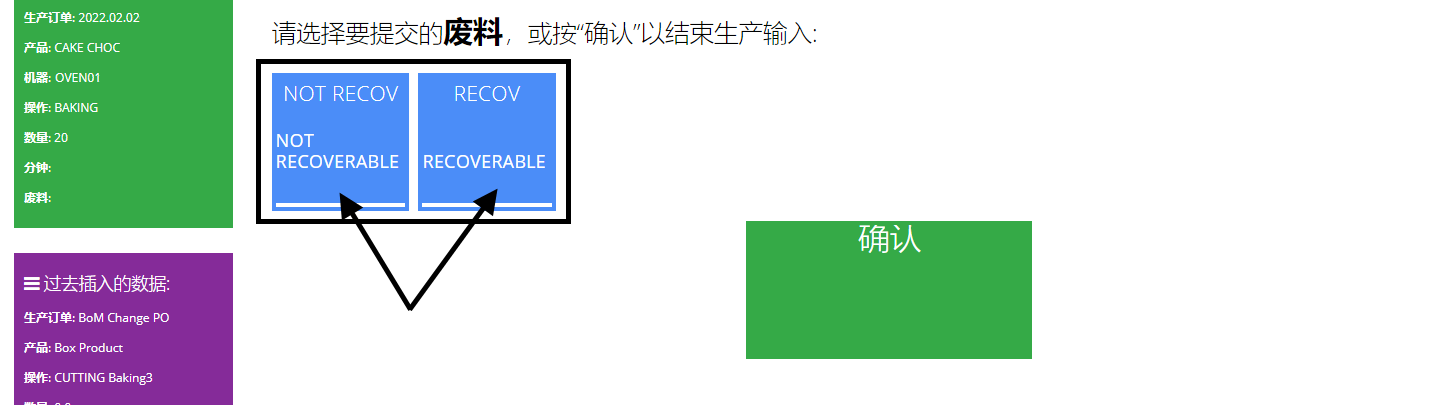 生产订单: 2022.02.02
产品: CAKE CHOC
机器: OVEN01
操作: BAKING
数量: 20
分钟:
废料:
过去插入的数据:
生产订单: BoM Change PO
产品: Box Product
操作: CUTTING Baking3
请选择要提交的废料，或按“确认”以结束生产输入:
NOT RECOV
NOT
RECOVERABLE
RECOV
RECOVERABLE
确认